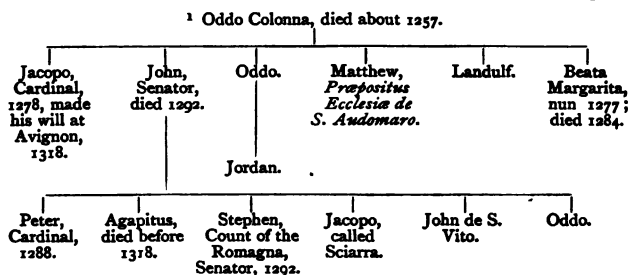 ¹ Oddo Colonna, died about 1257.
Jacopo, Cardinal, 1278, made his will at Avignon, 1318.
John, Senator, died 1292.
Oddo.
Matthew, Præpositus Ecclesiæ de S. Audomaro.
Landulf.
Beata Margarita, nun 1277; died 1284.
Jordan.
Peter, Cardinal, 1288.
Agapitus, died before 1318.
Stephen, Count of the Romagna, Senator, 1292.
Jacopo, called Sciarra.
John de S. Vito.
Oddo.